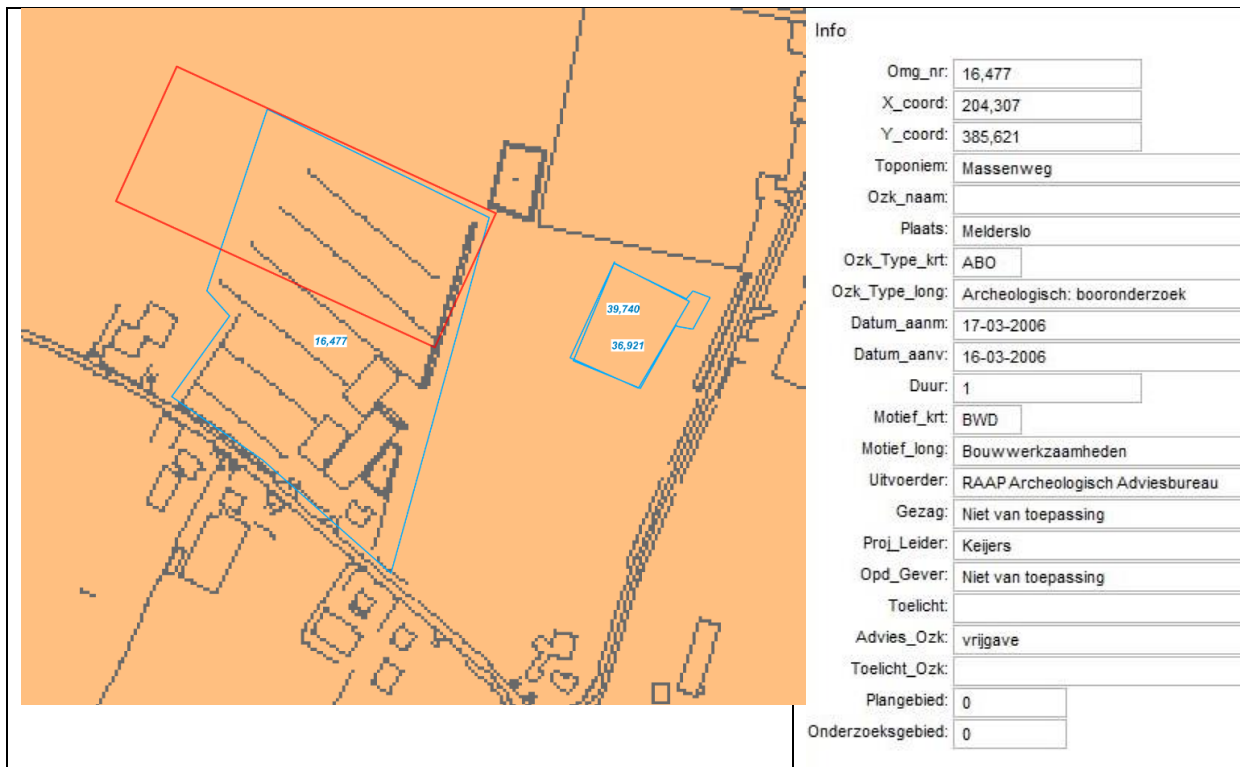 39,740
16,477
36,921
Info
Omg_nr: 16,477
X_coord: 204,307
Y_coord: 385,621
Toponiem: Massenweg
Ozk_naam:
Plaats: Melderslo
Ozk_Type_krt: ABO
Ozk_Type_long: Archeologisch: booronderzoek
Datum_aanm: 17-03-2006
Datum_aanv: 16-03-2006
Duur: 1
Motief_krt: BWD
Motief_long: Bouwwerkzaamheden
Uitvoerder: RAAP Archeologisch Adviesbureau
Gezag: Niet van toepassing
Proj_Leider: Keijers
Opd_Gever: Niet van toepassing
Toelicht:
Advies_Ozk: vrijgave
Toelicht_Ozk:
Plangebied: 0
Onderzoeksgebied: 0